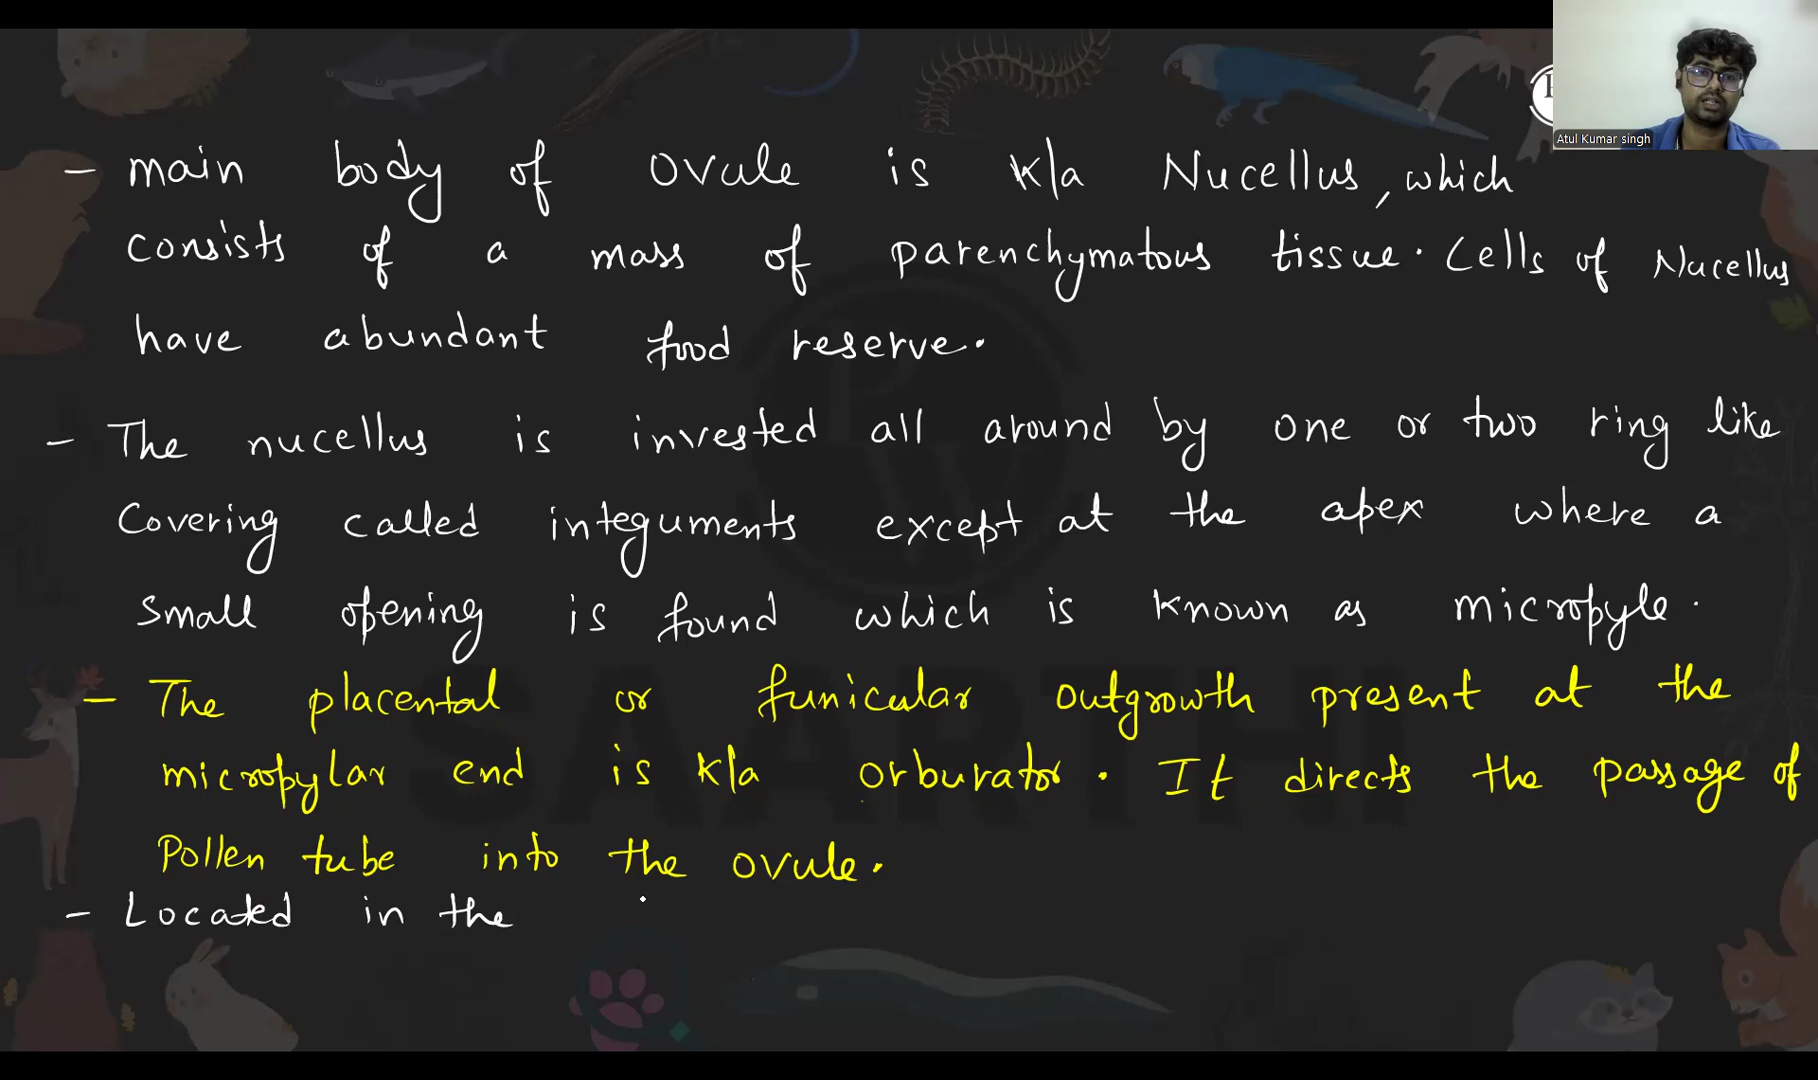 Atul Kumar singh
- main body of ovule is k/a Nucellus, which
consists of a mass of parenchymatous tissue. Cells of Nucellus
have abundant food reserve.
- The nucellus is invested all around by one or two ring like
Covering called integuments except at the apex where a
small opening is found which is known as micropyle.
- The placental or funicular outgrowth present at the
micropylar end is k/a orburator. It directs the passage of
Pollen tube into the ovule.
- Located in the
SAARTHI